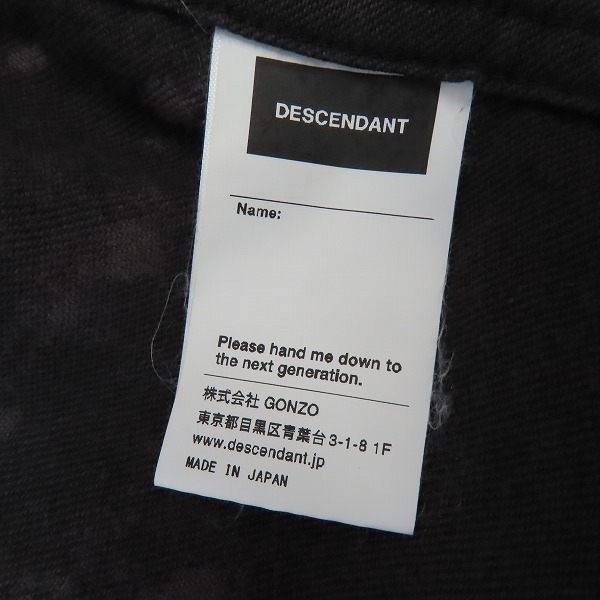 DESCENDANT
Name:
Please hand me down to
the next generation.
株式会社 GONZO
東京都目黒区青葉台3-1-8 1F
www.descendant.jp
MADE IN JAPAN